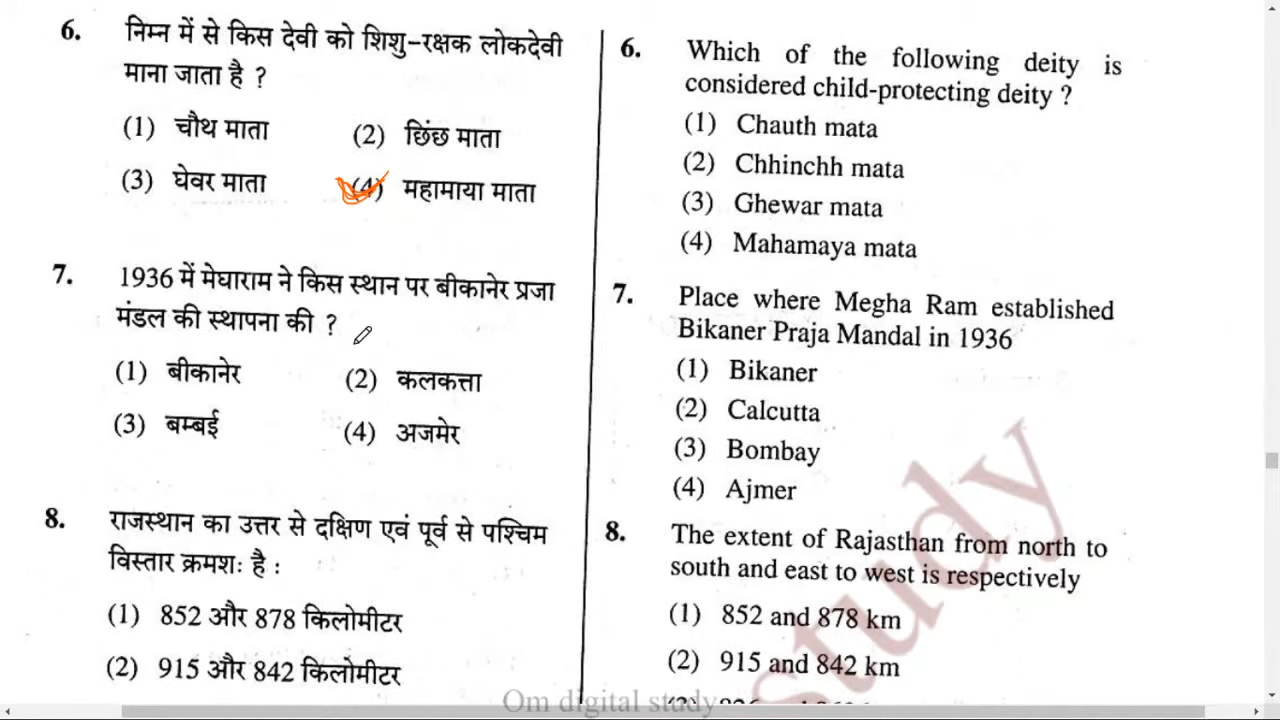 6. निम्न में से किस देवी को शिशु-रक्षक लोकदेवी
माना जाता है ?
(1) चौथ माता (2) छिंछ माता
(3) घेवर माता (4) महामाया माता
7. 1936 में मेघाराम ने किस स्थान पर बीकानेर प्रजा
मंडल की स्थापना की ?
(1) बीकानेर (2) कलकत्ता
(3) बम्बई (4) अजमेर
8. राजस्थान का उत्तर से दक्षिण एवं पूर्व से पश्चिम
विस्तार क्रमशः है :
(1) 852 और 878 किलोमीटर
(2) 915 और 842 किलोमीटर
6. Which of the following deity is
considered child-protecting deity ?
(1) Chauth mata
(2) Chhinchh mata
(3) Ghewar mata
(4) Mahamaya mata
7. Place where Megha Ram established
Bikaner Praja Mandal in 1936
(1) Bikaner
(2) Calcutta
(3) Bombay
(4) Ajmer
8. The extent of Rajasthan from north to
south and east to west is respectively
(1) 852 and 878 km
(2) 915 and 842 km
study
Om digital study